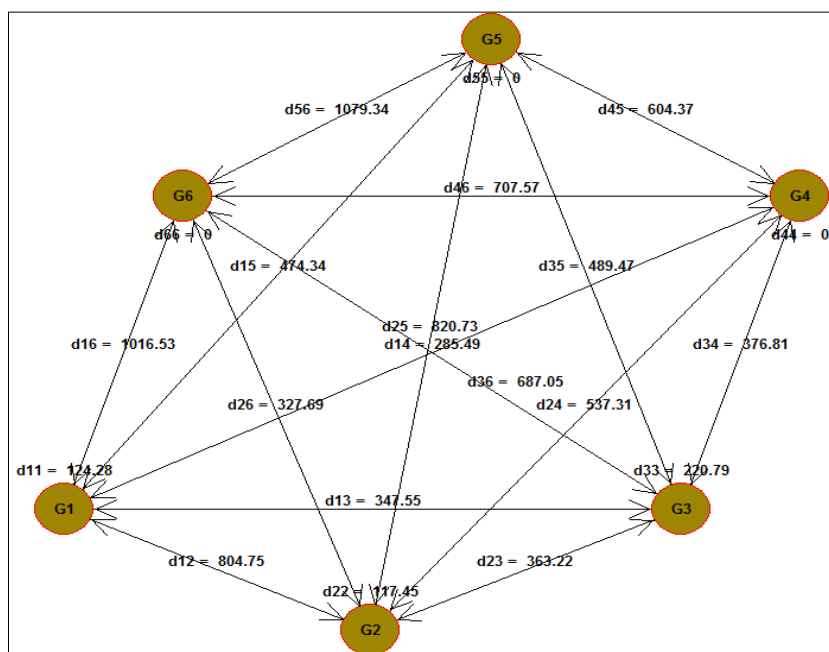 G5
d55 = 0
d56 = 1079.34
d45 = 604.37
G6
d46 = 707.57
G4
d66 = 0
d44 = 0
d15 = 474.34
d35 = 489.47
d25 = 820.73
d16 = 1016.53
d14 = 285.49
d34 = 376.81
d36 = 687.05
d26 = 327.69
d24 = 537.31
d11 = 124.28
d33 = 220.79
G1
d13 = 347.55
G3
d12 = 804.75
d23 = 363.22
d22 = 117.45
G2